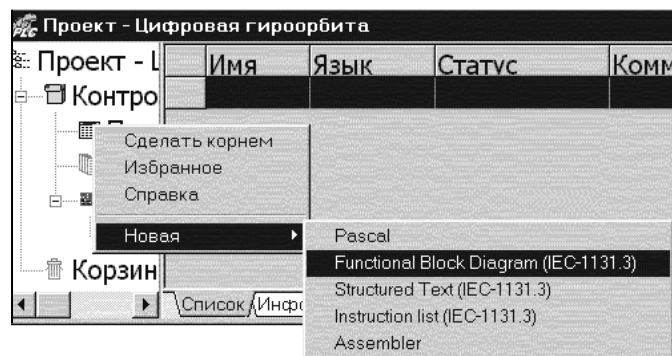 Проект - Цифровая гироорбита
Проект - Ц
Имя Язык Статус Комм
Контро
Сделать корнем
Избранное
Справка
Новая
Pascal
Functional Block Diagram (IEC-1131.3)
Structured Text (IEC-1131.3)
Instruction list (IEC-1131.3)
Assembler
Корзин
Список Инфо